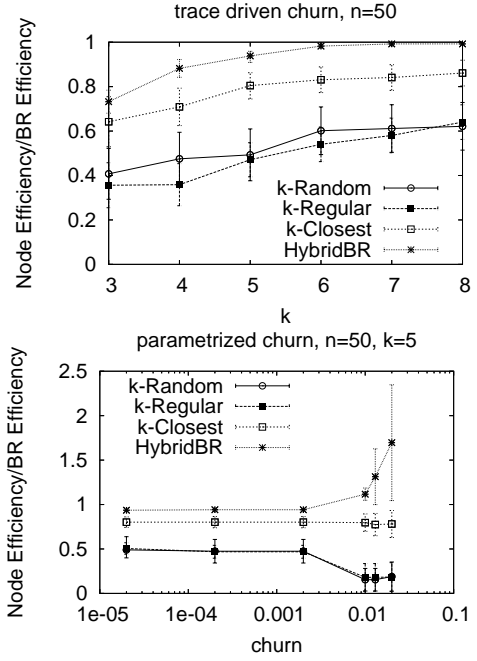 trace driven churn, n=50
Node Efficiency/BR Efficiency
1
0.8
0.6
0.4
0.2
0
k-Random
k-Regular
k-Closest
HybridBR
3 4 5 6 7 8
k
parametrized churn, n=50, k=5
Node Efficiency/BR Efficiency
2.5
2
1.5
1
0.5
0
k-Random
k-Regular
k-Closest
HybridBR
1e-05 1e-04 0.001 0.01 0.1
churn